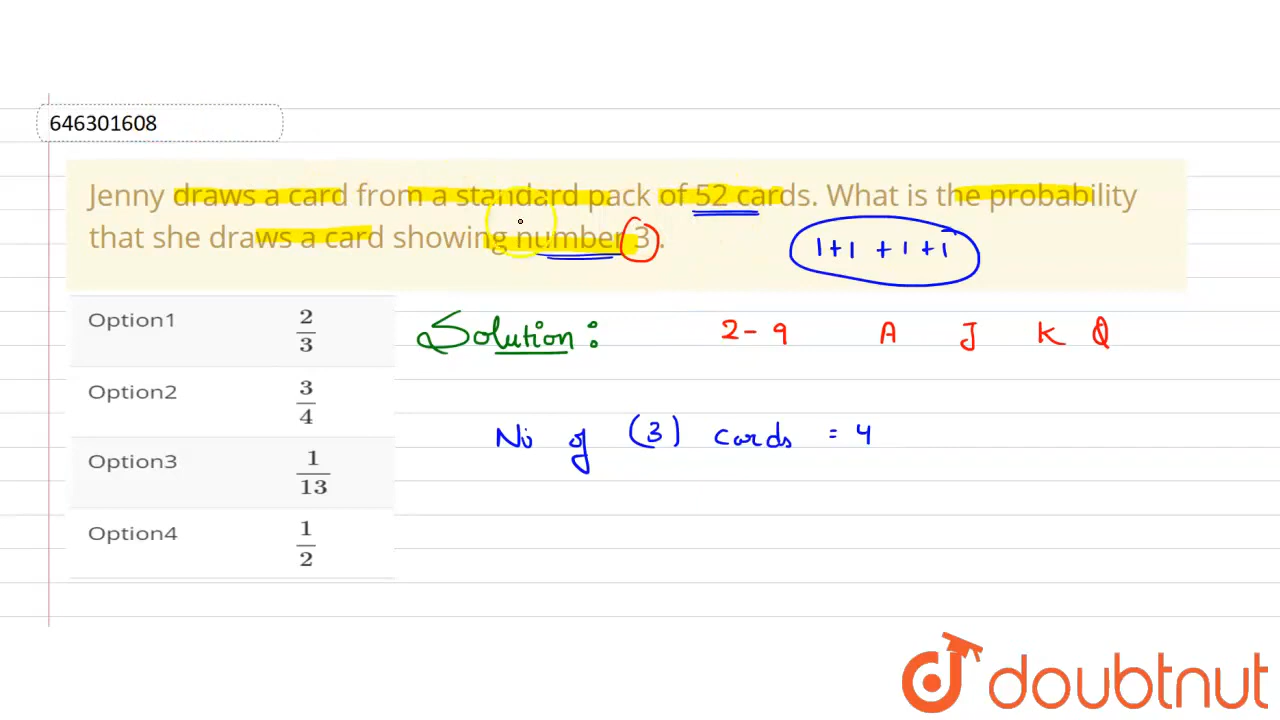 646301608
Jenny draws a card from a standard pack of 52 cards. What is the probability
that she draws a card showing number 3 .
1+1 +1+1
Option1 2/3
Solution: 2-9 A J K Q
Option2 3/4
No of (3) cards = 4
Option3 1/13
Option4 1/2
doubtnut